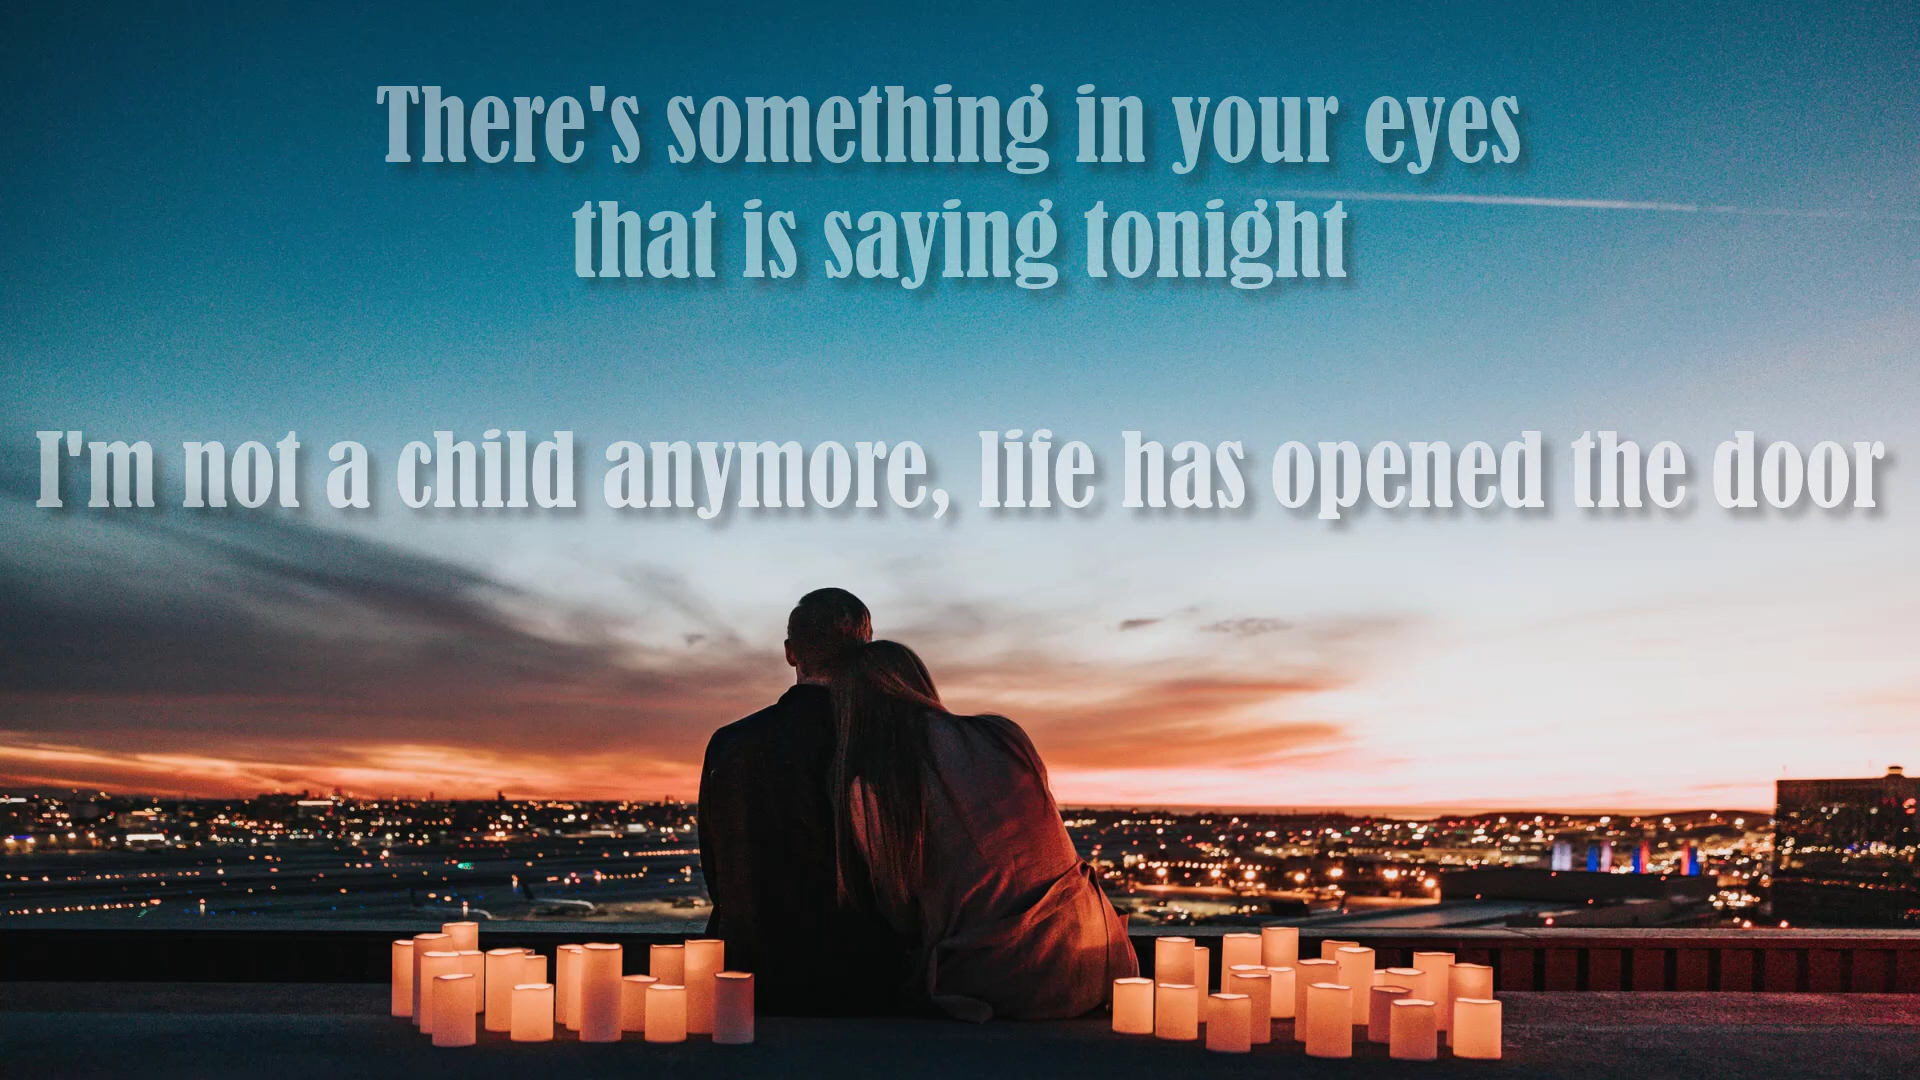 There's something in your eyes
that is saying tonight
I'm not a child anymore, life has opened the door